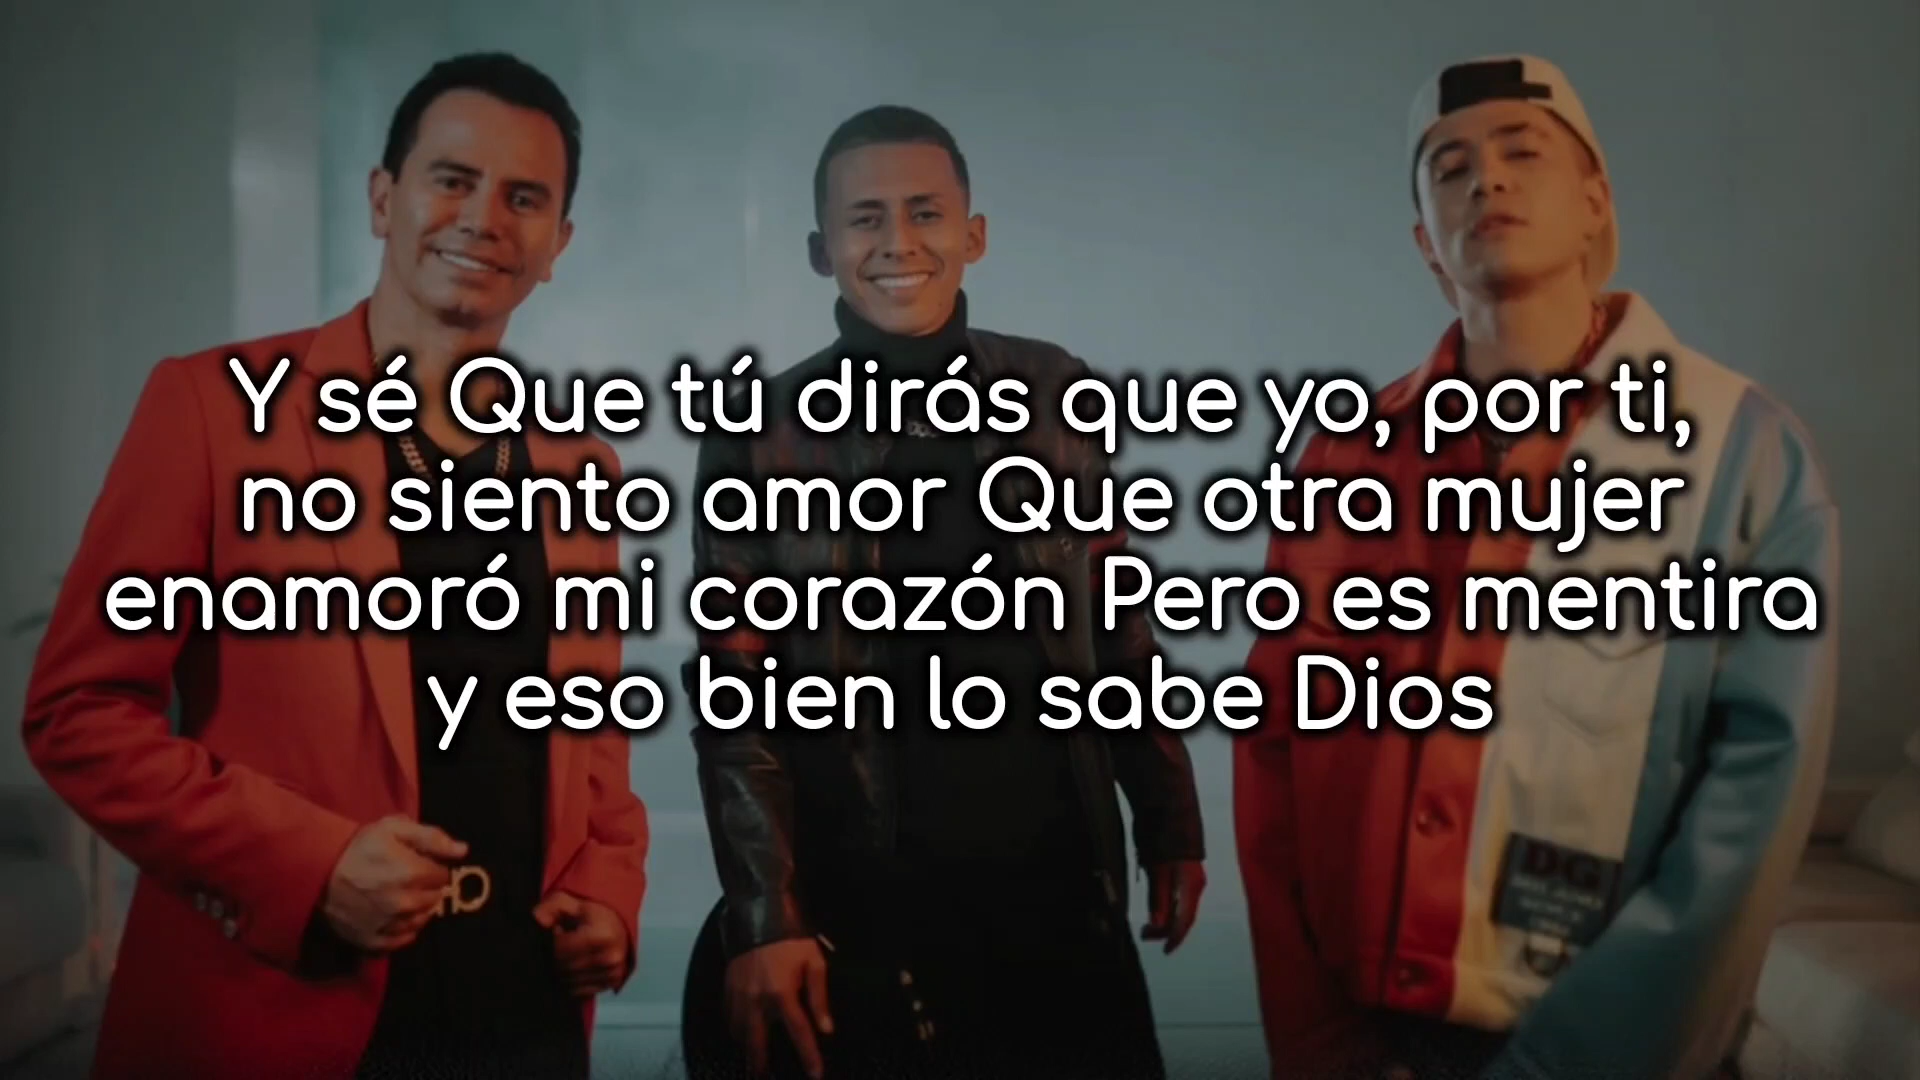 Y sé Que tú dirás que yo, por ti,
no siento amor Que otra mujer
enamoró mi corazón Pero es mentira
y eso bien lo sabe Dios
DG